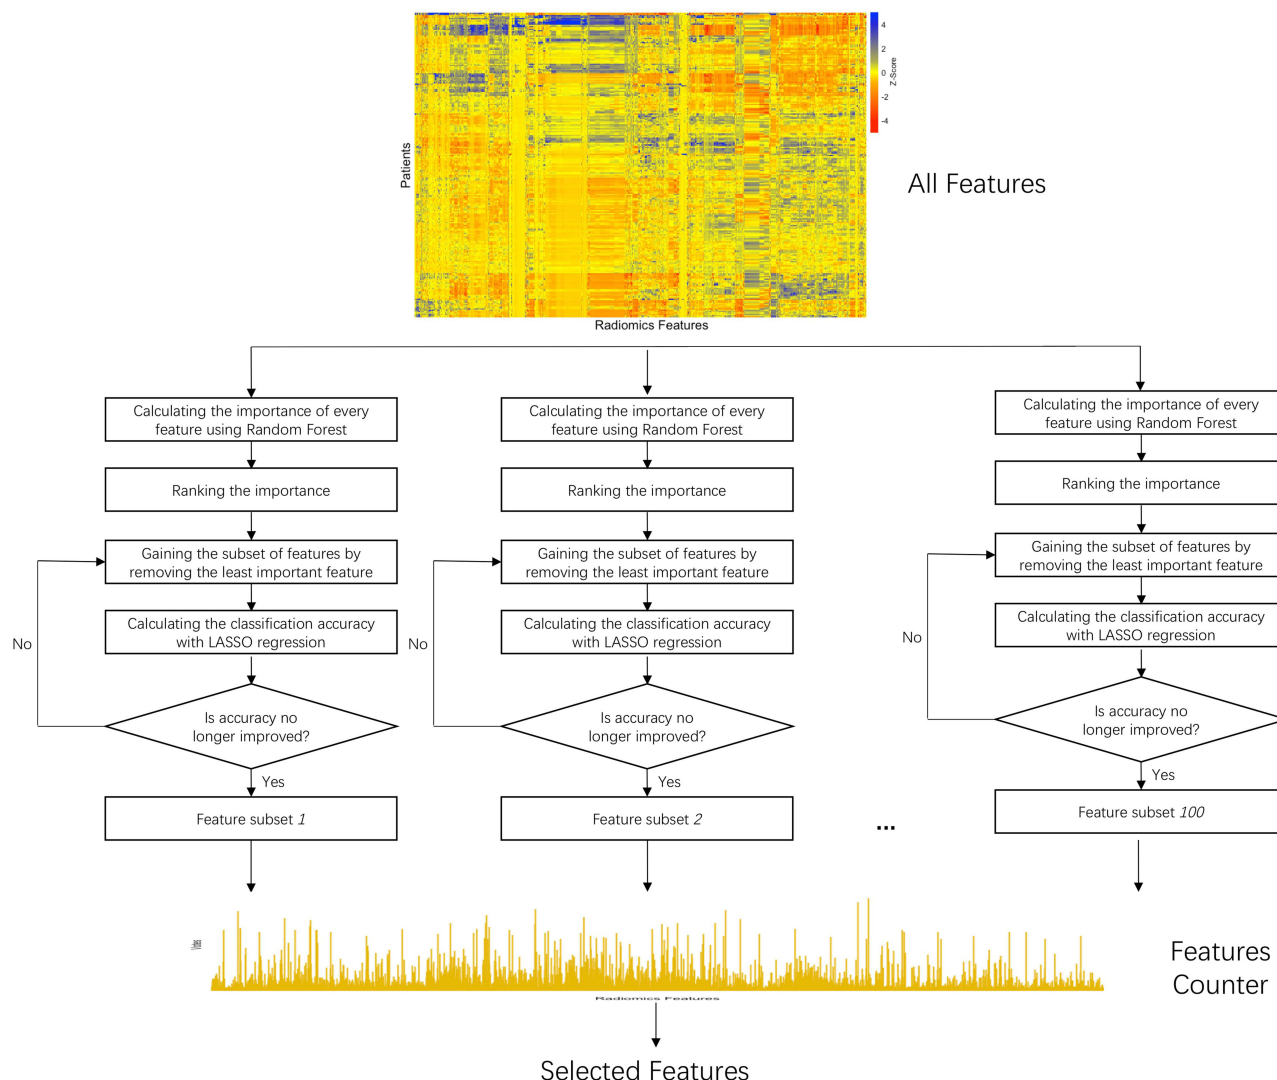 4
2
0
-2
-4
Z-Score
Patients
Radiomics Features
All Features
Calculating the importance of every
feature using Random Forest
Ranking the importance
Gaining the subset of features by
removing the least important feature
Calculating the classification accuracy
with LASSO regression
No
Is accuracy no
longer improved?
Yes
Feature subset 1
Calculating the importance of every
feature using Random Forest
Ranking the importance
Gaining the subset of features by
removing the least important feature
Calculating the classification accuracy
with LASSO regression
No
Is accuracy no
longer improved?
Yes
Feature subset 2
...
Calculating the importance of every
feature using Random Forest
Ranking the importance
Gaining the subset of features by
removing the least important feature
Calculating the classification accuracy
with LASSO regression
No
Is accuracy no
longer improved?
Yes
Feature subset 100
Radiomics Features
Features
Counter
Selected Features